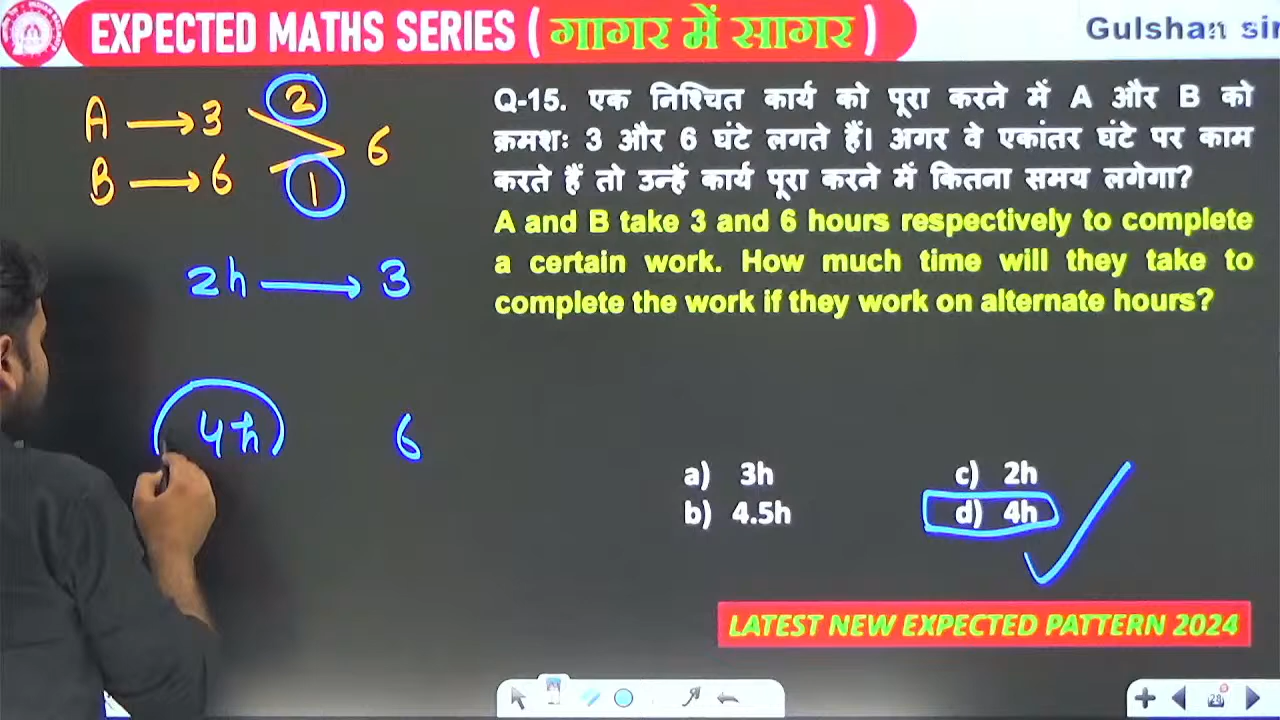 EXPECTED MATHS SERIES ( गागर में सागर )
Gulshan sir
A → 3
2
B → 6
1
6
2h → 3
4h 6
Q-15. एक निश्चित कार्य को पूरा करने में A और B को
क्रमशः 3 और 6 घंटे लगते हैं। अगर वे एकांतर घंटे पर काम
करते हैं तो उन्हें कार्य पूरा करने में कितना समय लगेगा?
A and B take 3 and 6 hours respectively to complete
a certain work. How much time will they take to
complete the work if they work on alternate hours?
a) 3h c) 2h
b) 4.5h d) 4h
LATEST NEW EXPECTED PATTERN 2024